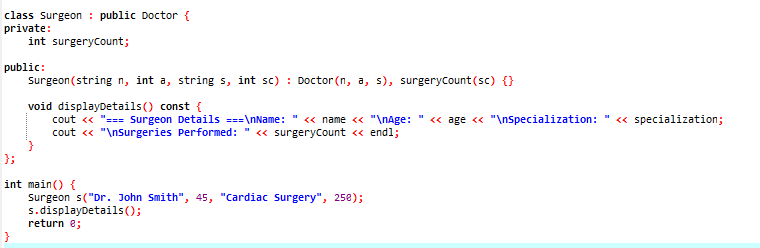 class Surgeon : public Doctor {
private:
    int surgeryCount;

public:
    Surgeon(string n, int a, string s, int sc) : Doctor(n, a, s), surgeryCount(sc) {}

    void displayDetails() const {
        cout << "=== Surgeon Details ===\nName: " << name << "\nAge: " << age << "\nSpecialization: " << specialization;
        cout << "\nSurgeries Performed: " << surgeryCount << endl;
    }
};

int main() {
    Surgeon s("Dr. John Smith", 45, "Cardiac Surgery", 250);
    s.displayDetails();
    return 0;
}